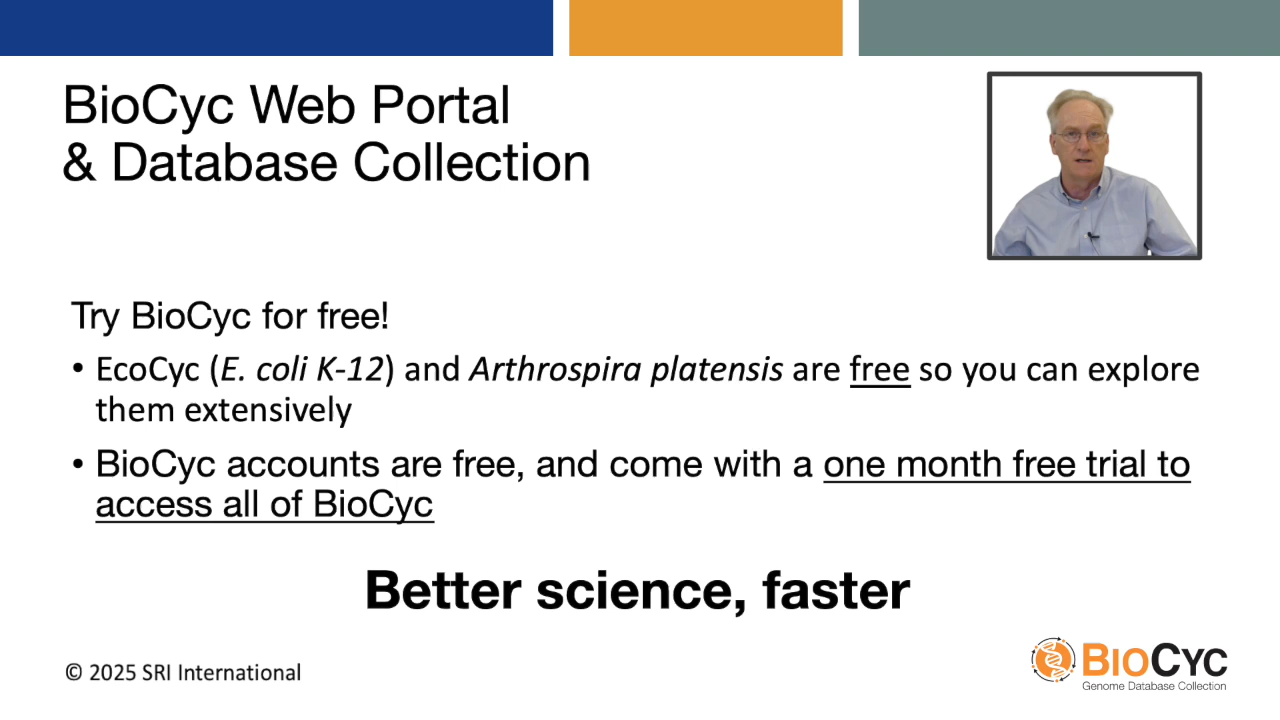 BioCyc Web Portal
& Database Collection
Try BioCyc for free!
• EcoCyc (E. coli K-12) and Arthrospira platensis are free so you can explore
them extensively
• BioCyc accounts are free, and come with a one month free trial to
access all of BioCyc
Better science, faster
© 2025 SRI International
BIOCYC
Genome Database Collection